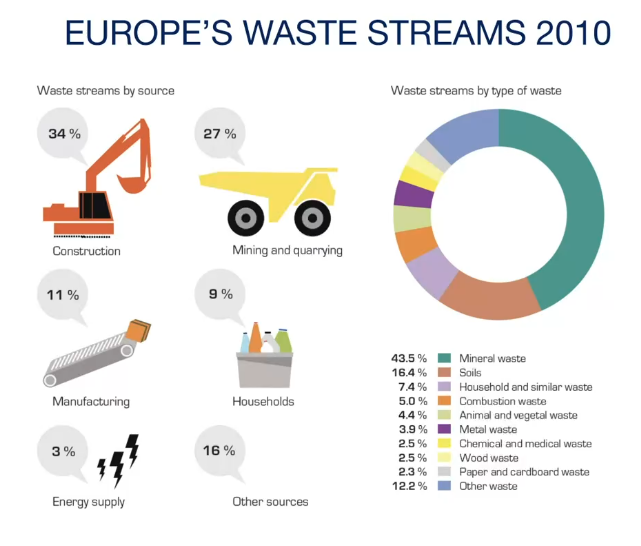 EUROPE'S WASTE STREAMS 2010
Waste streams by source
34 %
Construction
27 %
Mining and quarrying
11 %
Manufacturing
9 %
Households
3 %
Energy supply
16 %
Other sources
Waste streams by type of waste
43.5 % Mineral waste
16.4 % Soils
7.4 % Household and similar waste
5.0 % Combustion waste
4.4 % Animal and vegetal waste
3.9 % Metal waste
2.5 % Chemical and medical waste
2.5 % Wood waste
2.3 % Paper and cardboard waste
12.2 % Other waste